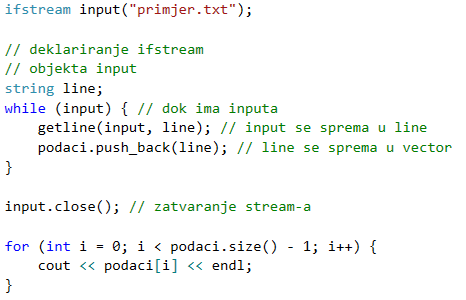 ifstream input("primjer.txt");
// deklariranje ifstream
// objekta input
string line;
while (input) { // dok ima inputa
getline(input, line); // input se sprema u line
podaci.push_back(line); // line se sprema u vector
}
input.close(); // zatvaranje stream-a
for (int i = 0; i < podaci.size() - 1; i++) {
cout << podaci[i] << endl;
}